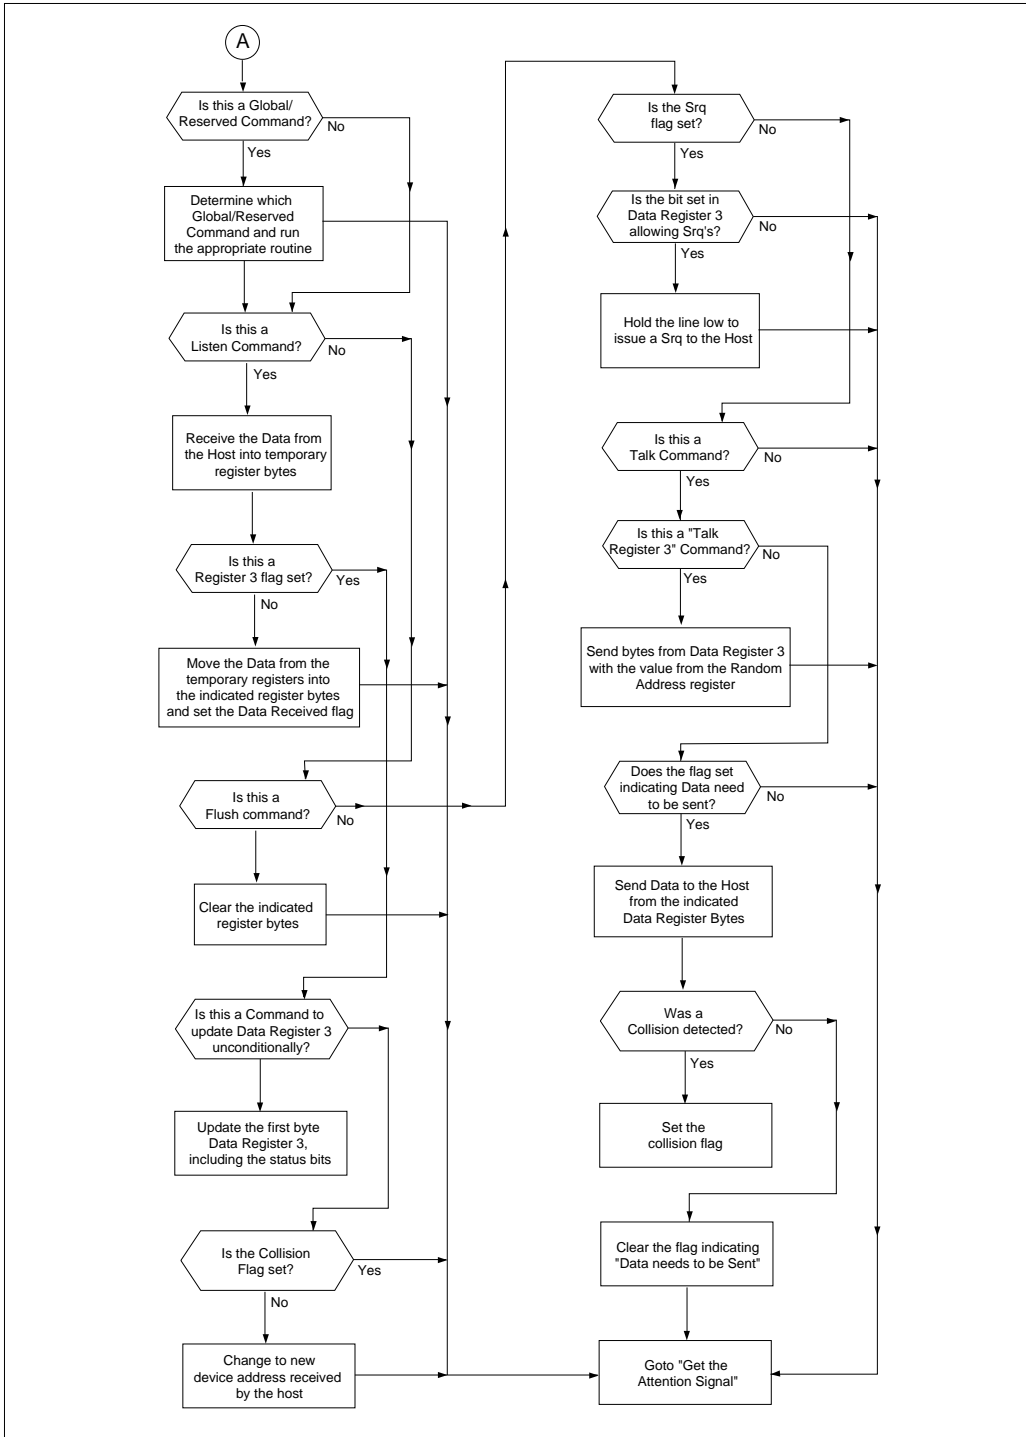 A
Is this a Global/
Reserved Command?
No
Yes
Determine which
Global/Reserved
Command and run
the appropriate routine
Is this a
Listen Command?
No
Yes
Receive the Data from
the Host into temporary
register bytes
Is this a
Register 3 flag set?
Yes
No
Move the Data from the
temporary registers into
the indicated register bytes
and set the Data Received flag
Is this a
Flush command?
No
Clear the indicated
register bytes
Is this a Command to
update Data Register 3
unconditionally?
Update the first byte
Data Register 3,
including the status bits
Is the Collision
Flag set?
Yes
No
Change to new
device address received
by the host
Is the Srq
flag set?
No
Yes
Is the bit set in
Data Register 3
allowing Srq's?
No
Yes
Hold the line low to
issue a Srq to the Host
Is this a
Talk Command?
No
Yes
Is this a "Talk
Register 3" Command?
No
Yes
Send bytes from Data Register 3
with the value from the Random
Address register
Does the flag set
indicating Data need
to be sent?
No
Yes
Send Data to the Host
from the indicated
Data Register Bytes
Was a
Collision detected?
No
Yes
Set the
collision flag
Clear the flag indicating
"Data needs to be Sent"
Goto "Get the
Attention Signal"